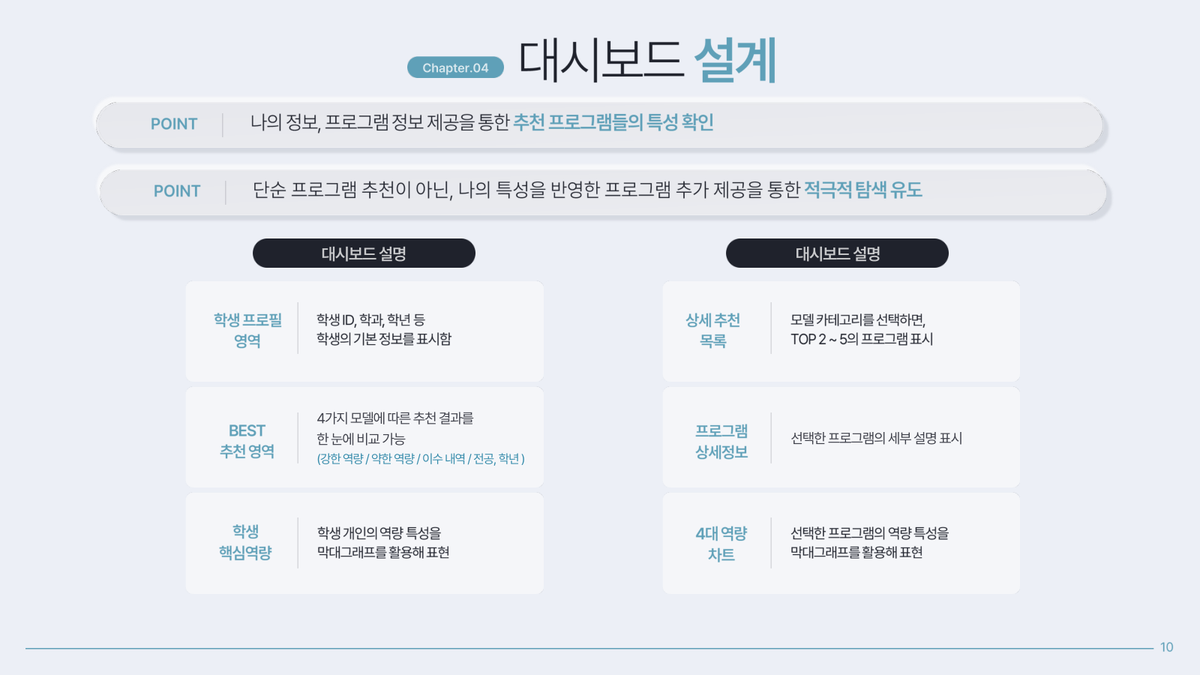 Chapter.04 대시보드 설계
POINT 나의 정보, 프로그램 정보 제공을 통한 추천 프로그램들의 특성 확인
POINT 단순 프로그램 추천이 아닌, 나의 특성을 반영한 프로그램 추가 제공을 통한 적극적 탐색 유도
대시보드 설명
학생 프로필
영역
학생 ID, 학과, 학년 등
학생의 기본 정보를 표시함
BEST
추천 영역
4가지 모델에 따른 추천 결과를
한 눈에 비교 가능
(강한 역량 / 약한 역량 / 이수 내역 / 전공, 학년 )
학생
핵심역량
학생 개인의 역량 특성을
막대그래프를 활용해 표현
대시보드 설명
상세 추천
목록
모델 카테고리를 선택하면,
TOP 2 ~ 5의 프로그램 표시
프로그램
상세정보
선택한 프로그램의 세부 설명 표시
4대 역량
차트
선택한 프로그램의 역량 특성을
막대그래프를 활용해 표현
10